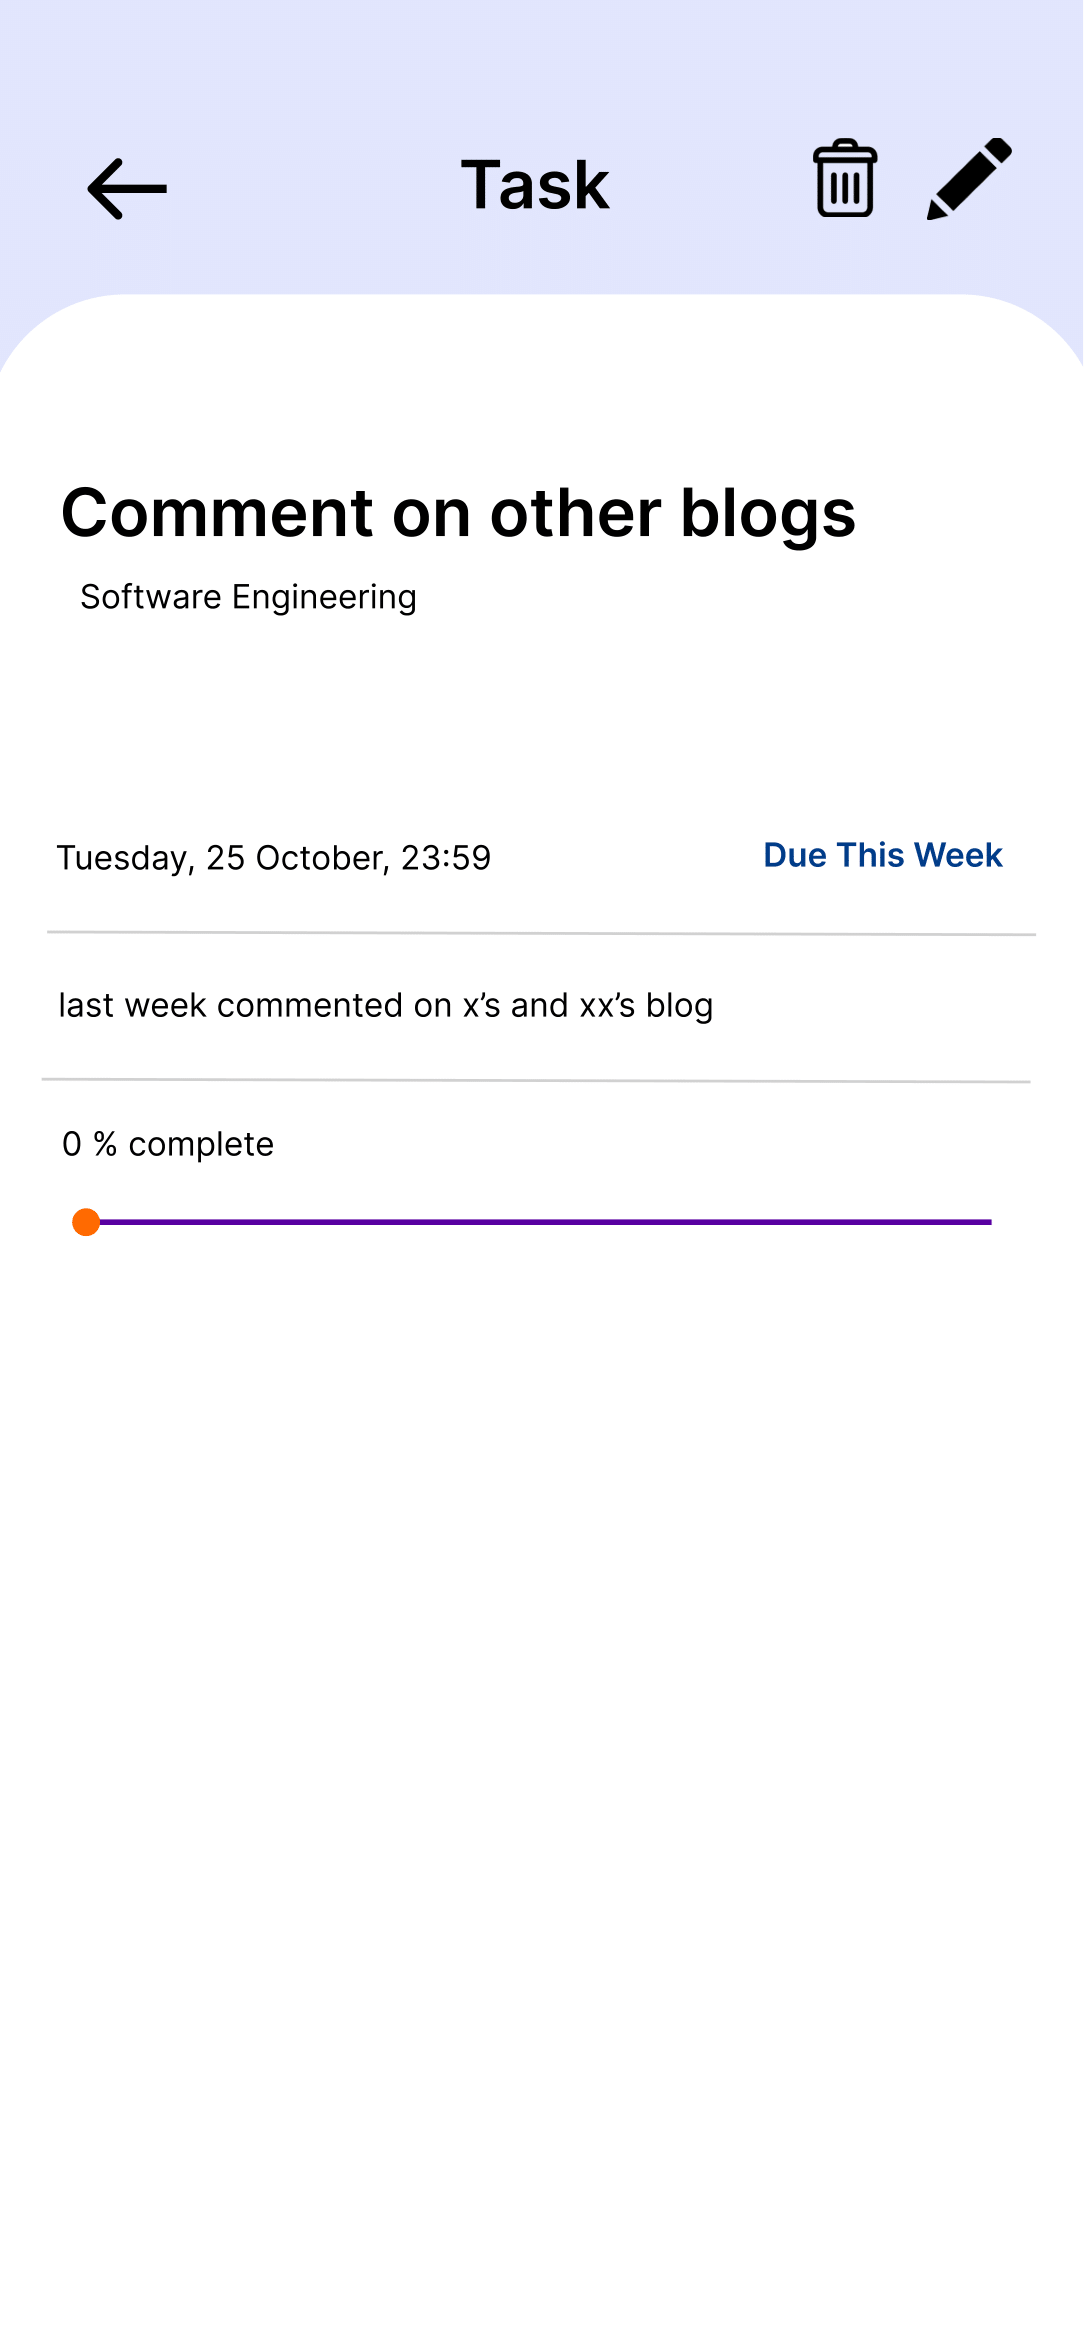 Task
Comment on other blogs
Software Engineering
Tuesday, 25 October, 23:59
Due This Week
last week commented on x’s and xx’s blog
0 % complete